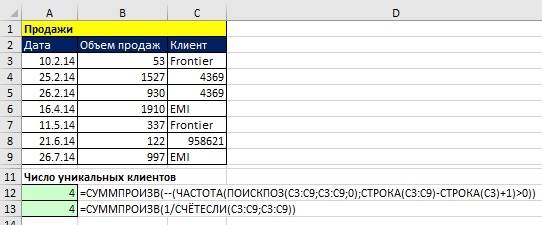 A B C D
1 Продажи
2 Дата Объем продаж Клиент
3 10.2.14 53 Frontier
4 25.2.14 1527 4369
5 26.2.14 930 4369
6 16.4.14 1910 EMI
7 11.5.14 337 Frontier
8 21.6.14 122 958621
9 26.7.14 997 EMI
11 Число уникальных клиентов
12 4 =СУММПРОИЗВ(--(ЧАСТОТА(ПОИСКПОЗ(C3:C9;C3:C9;0);СТРОКА(C3:C9)-СТРОКА(C3)+1)>0))
13 4 =СУММПРОИЗВ(1/СЧЁТЕСЛИ(C3:C9;C3:C9))
14